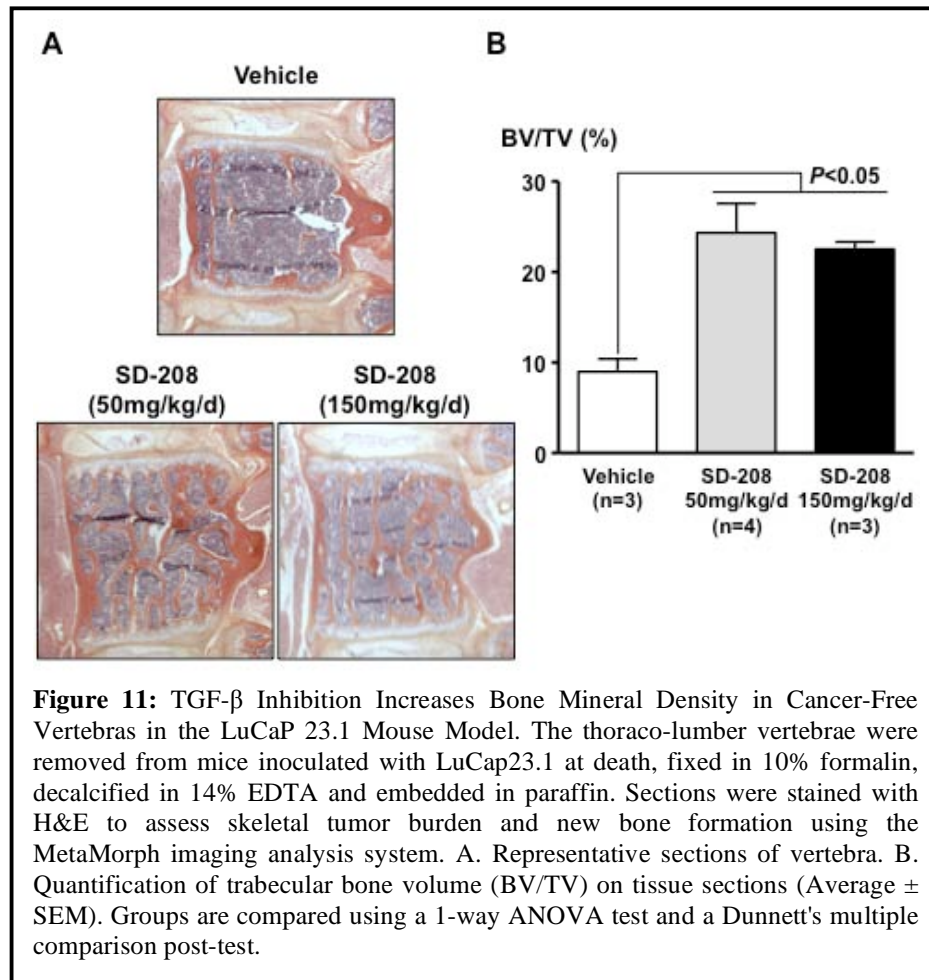 A
Vehicle
SD-208
(50mg/kg/d)
SD-208
(150mg/kg/d)
B
BV/TV (%)
P<0.05
30
20
10
0
Vehicle
(n=3)
SD-208
50mg/kg/d
(n=4)
SD-208
150mg/kg/d
(n=3)
Figure 11: TGF-β Inhibition Increases Bone Mineral Density in Cancer-Free
Vertebras in the LuCaP 23.1 Mouse Model. The thoraco-lumber vertebrae were
removed from mice inoculated with LuCap23.1 at death, fixed in 10% formalin,
decalcified in 14% EDTA and embedded in paraffin. Sections were stained with
H&E to assess skeletal tumor burden and new bone formation using the
MetaMorph imaging analysis system. A. Representative sections of vertebra. B.
Quantification of trabecular bone volume (BV/TV) on tissue sections (Average ±
SEM). Groups are compared using a 1-way ANOVA test and a Dunnett's multiple
comparison post-test.